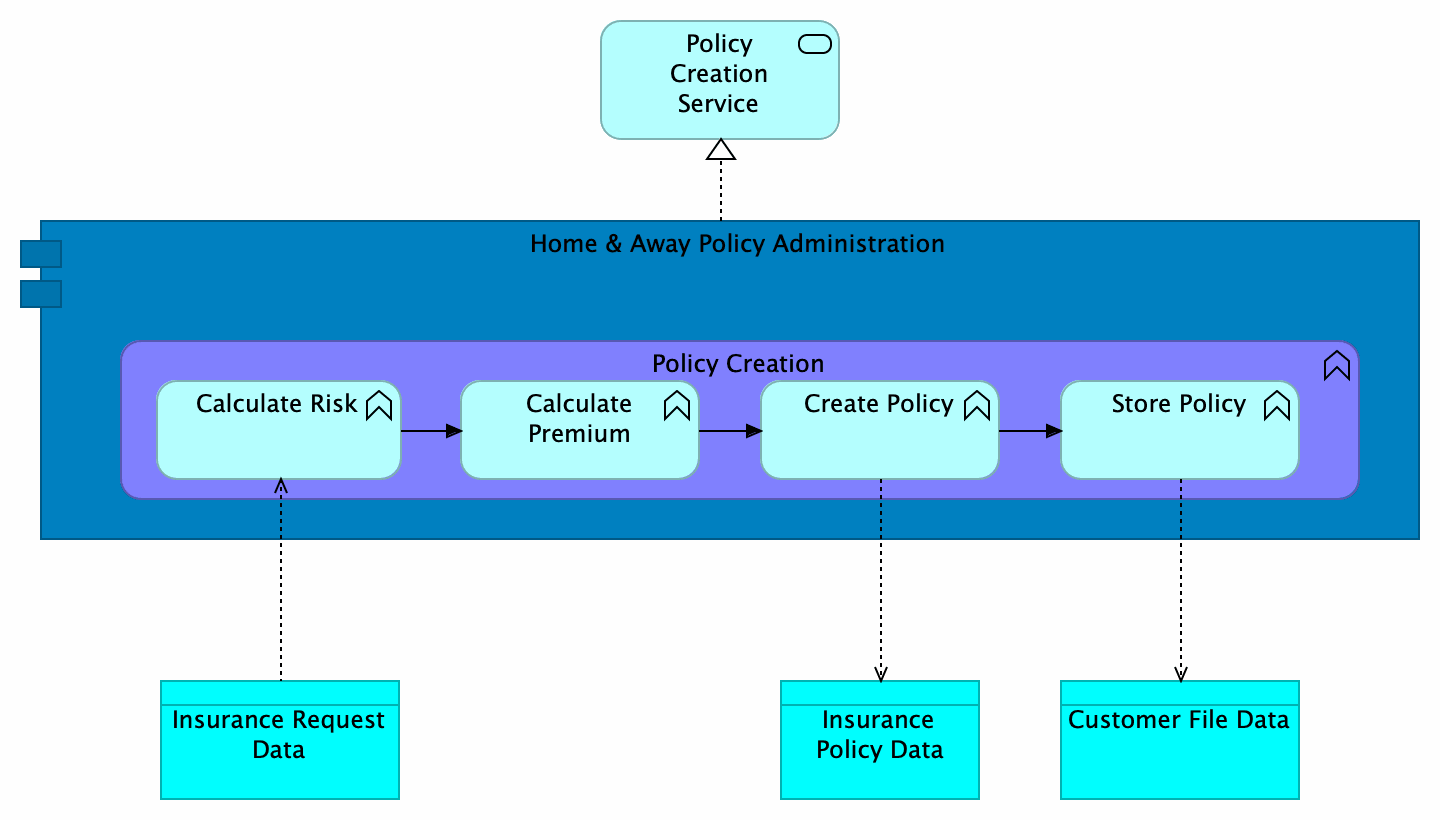 Policy
Creation
Service
Home & Away Policy Administration
Policy Creation
Calculate Risk
Calculate
Premium
Create Policy
Store Policy
Insurance Request
Data
Insurance
Policy Data
Customer File Data